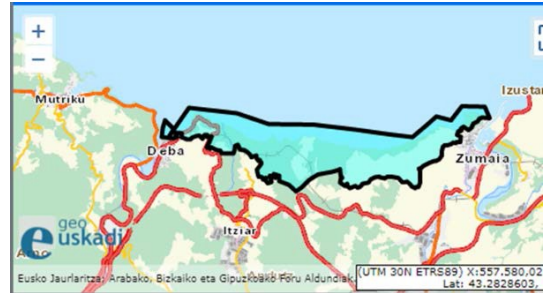 +
−
Mutriku
Izustar
Deba
Zumaia
Itziar
geo
euskadi
Eusko Jaurlaritza; Arabako, Bizkaiko eta Gipuzkoako Foru Aldundiak,
(UTM 30N ETRS89) X:557.580,02
Lat: 43.2828603,